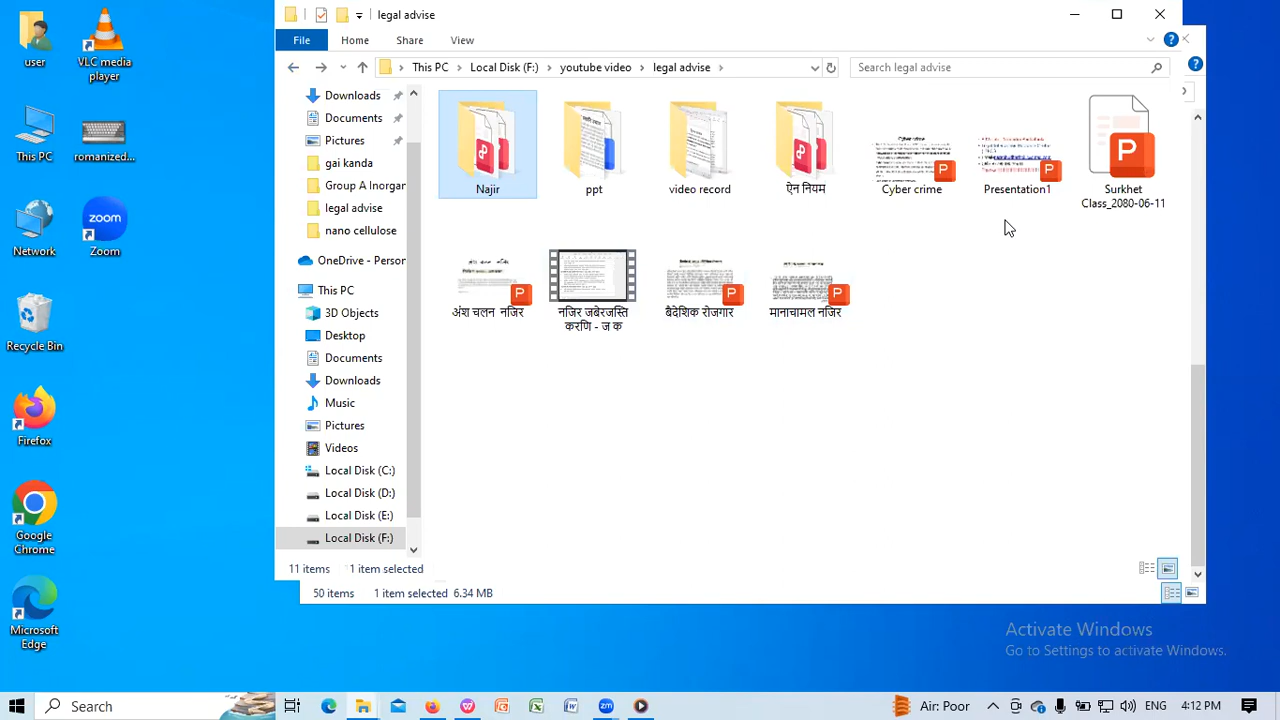 legal advise
File
Home
Share
View
This PC
Local Disk (F:)
youtube video
legal advise
Search legal advise
user
VLC media
player
This PC
romanized...
Network
Zoom
Recycle Bin
Firefox
Google
Chrome
Microsoft
Edge
Downloads
Documents
Pictures
gai kanda
Group A Inorgar
legal advise
nano cellulose
OneDrive - Person
This PC
3D Objects
Desktop
Documents
Downloads
Music
Pictures
Videos
Local Disk (C:)
Local Disk (D:)
Local Disk (E:)
Local Disk (F:)
Najir
ppt
video record
ऐन नियम
Cyber crime
Presentation1
Surkhet
Class_2080-06-11
अंश चलन नजिर
नजिर जबरजस्ति
करणि - ज क
बैदेशिक रोजगार
मानाचामल नजिर
11 items
1 item selected
50 items
1 item selected 6.34 MB
Activate Windows
Go to Settings to activate Windows.
Search
Air: Poor
ENG
4:12 PM